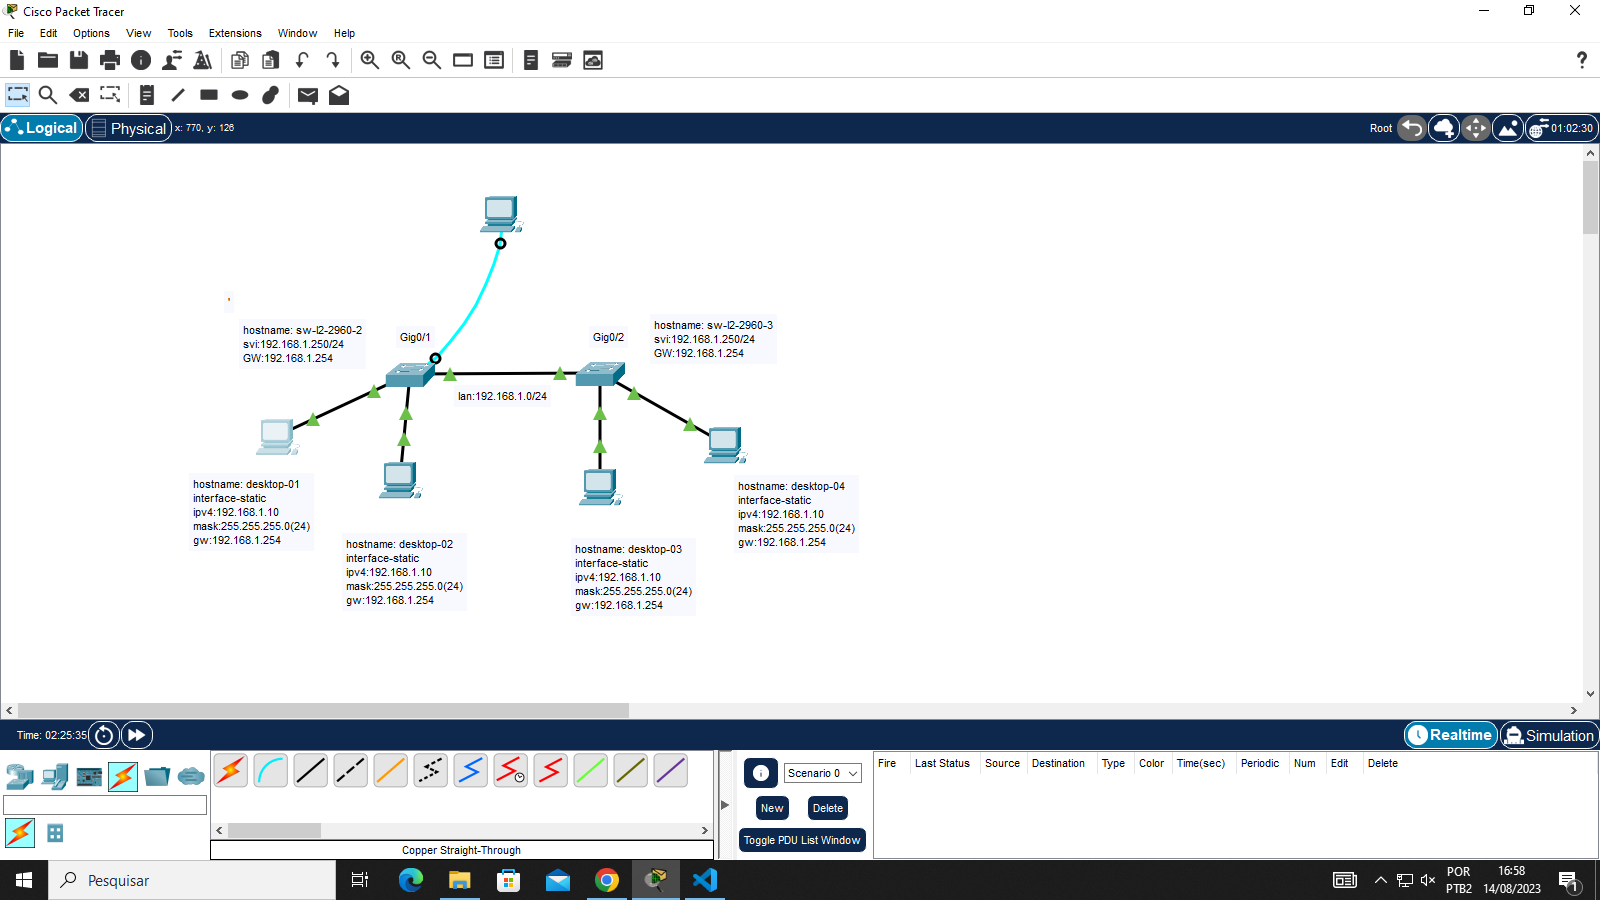 Cisco Packet Tracer
File Edit Options View Tools Extensions Window Help
Logical Physical x: 770, y: 126 Root 01:02:30
hostname: sw-l2-2960-2
svi:192.168.1.250/24
GW:192.168.1.254
Gig0/1
Gig0/2
hostname: sw-l2-2960-3
svi:192.168.1.250/24
GW:192.168.1.254
lan:192.168.1.0/24
hostname: desktop-01
interface-static
ipv4:192.168.1.10
mask:255.255.255.0(24)
gw:192.168.1.254
hostname: desktop-02
interface-static
ipv4:192.168.1.10
mask:255.255.255.0(24)
gw:192.168.1.254
hostname: desktop-03
interface-static
ipv4:192.168.1.10
mask:255.255.255.0(24)
gw:192.168.1.254
hostname: desktop-04
interface-static
ipv4:192.168.1.10
mask:255.255.255.0(24)
gw:192.168.1.254
Time: 02:25:35 Realtime Simulation
Scenario 0
New Delete
Toggle PDU List Window
Fire Last Status Source Destination Type Color Time(sec) Periodic Num Edit Delete
Copper Straight-Through
Pesquisar
POR
PTB2
16:58
14/08/2023
1